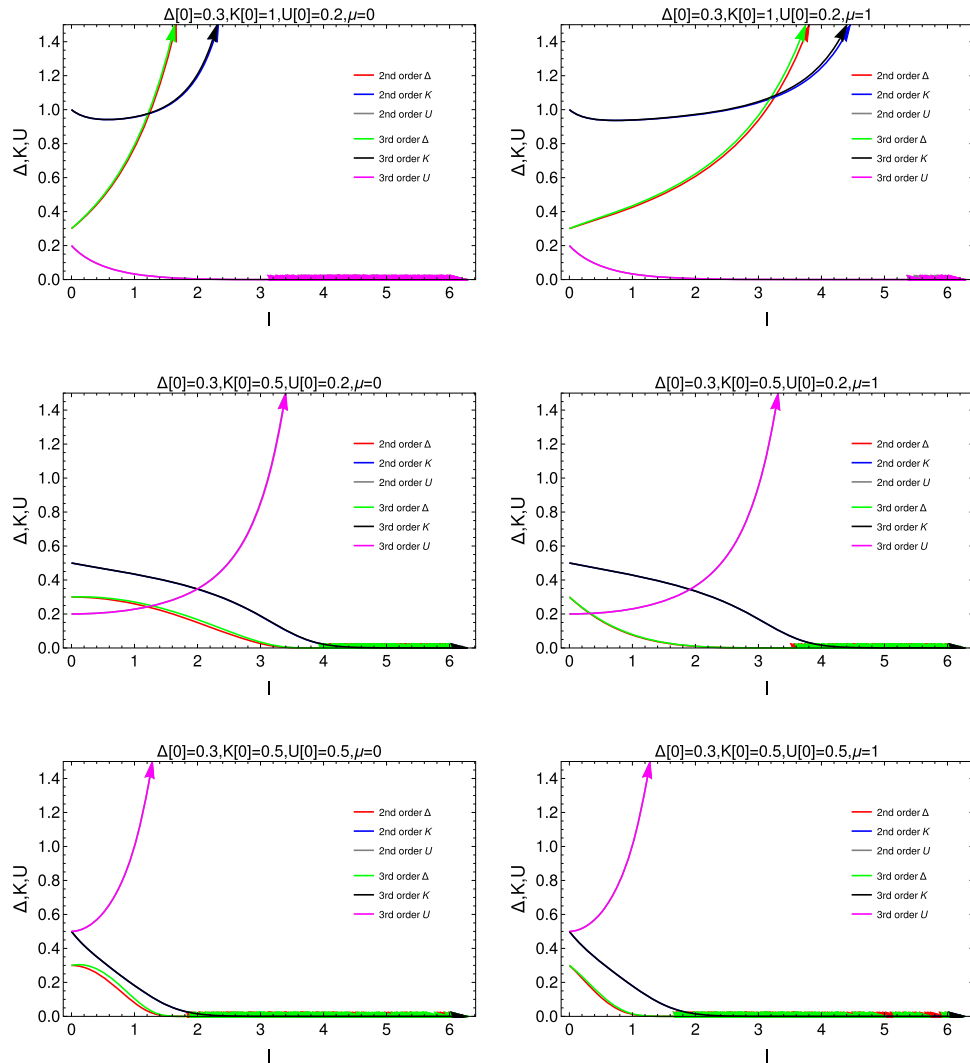 Δ[0]=0.3,K[0]=1,U[0]=0.2,μ=0
Δ,K,U
1.4
1.2
1.0
0.8
0.6
0.4
0.2
0.0
2nd order Δ
2nd order K
2nd order U
3rd order Δ
3rd order K
3rd order U
0 1 2 3 4 5 6
l
Δ[0]=0.3,K[0]=1,U[0]=0.2,μ=1
Δ,K,U
1.4
1.2
1.0
0.8
0.6
0.4
0.2
0.0
2nd order Δ
2nd order K
2nd order U
3rd order Δ
3rd order K
3rd order U
0 1 2 3 4 5 6
l
Δ[0]=0.3,K[0]=0.5,U[0]=0.2,μ=0
Δ,K,U
1.4
1.2
1.0
0.8
0.6
0.4
0.2
0.0
2nd order Δ
2nd order K
2nd order U
3rd order Δ
3rd order K
3rd order U
0 1 2 3 4 5 6
l
Δ[0]=0.3,K[0]=0.5,U[0]=0.2,μ=1
Δ,K,U
1.4
1.2
1.0
0.8
0.6
0.4
0.2
0.0
2nd order Δ
2nd order K
2nd order U
3rd order Δ
3rd order K
3rd order U
0 1 2 3 4 5 6
l
Δ[0]=0.3,K[0]=0.5,U[0]=0.5,μ=0
Δ,K,U
1.4
1.2
1.0
0.8
0.6
0.4
0.2
0.0
2nd order Δ
2nd order K
2nd order U
3rd order Δ
3rd order K
3rd order U
0 1 2 3 4 5 6
l
Δ[0]=0.3,K[0]=0.5,U[0]=0.5,μ=1
Δ,K,U
1.4
1.2
1.0
0.8
0.6
0.4
0.2
0.0
2nd order Δ
2nd order K
2nd order U
3rd order Δ
3rd order K
3rd order U
0 1 2 3 4 5 6
l